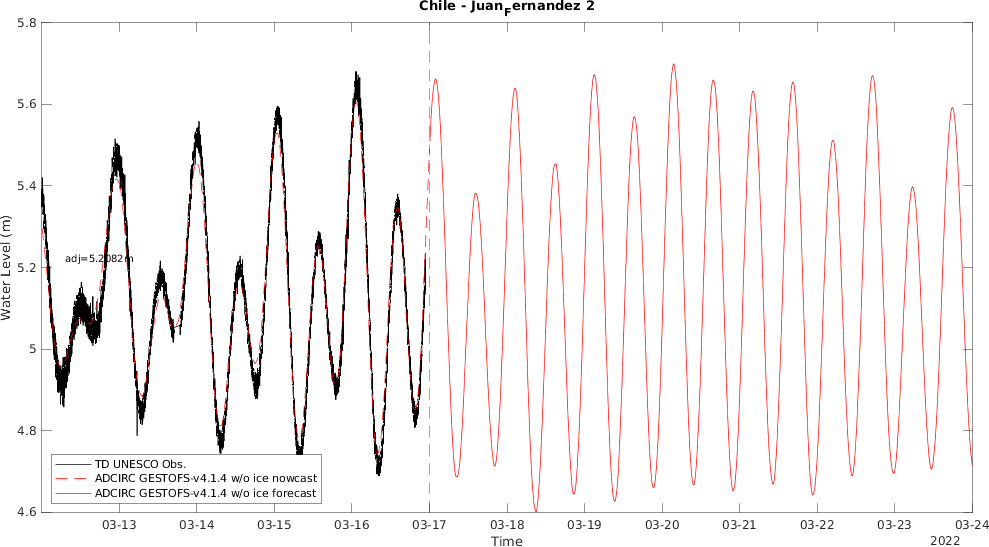 Chile - Juan_Fernandez 2
5.8
5.6
5.4
5.2
5
4.8
4.6
Water Level (m)
adj=5.2082m
TD UNESCO Obs.
ADCIRC GESTOFS-v4.1.4 w/o ice nowcast
ADCIRC GESTOFS-v4.1.4 w/o ice forecast
03-13 03-14 03-15 03-16 03-17 03-18 03-19 03-20 03-21 03-22 03-23 03-24
Time
2022